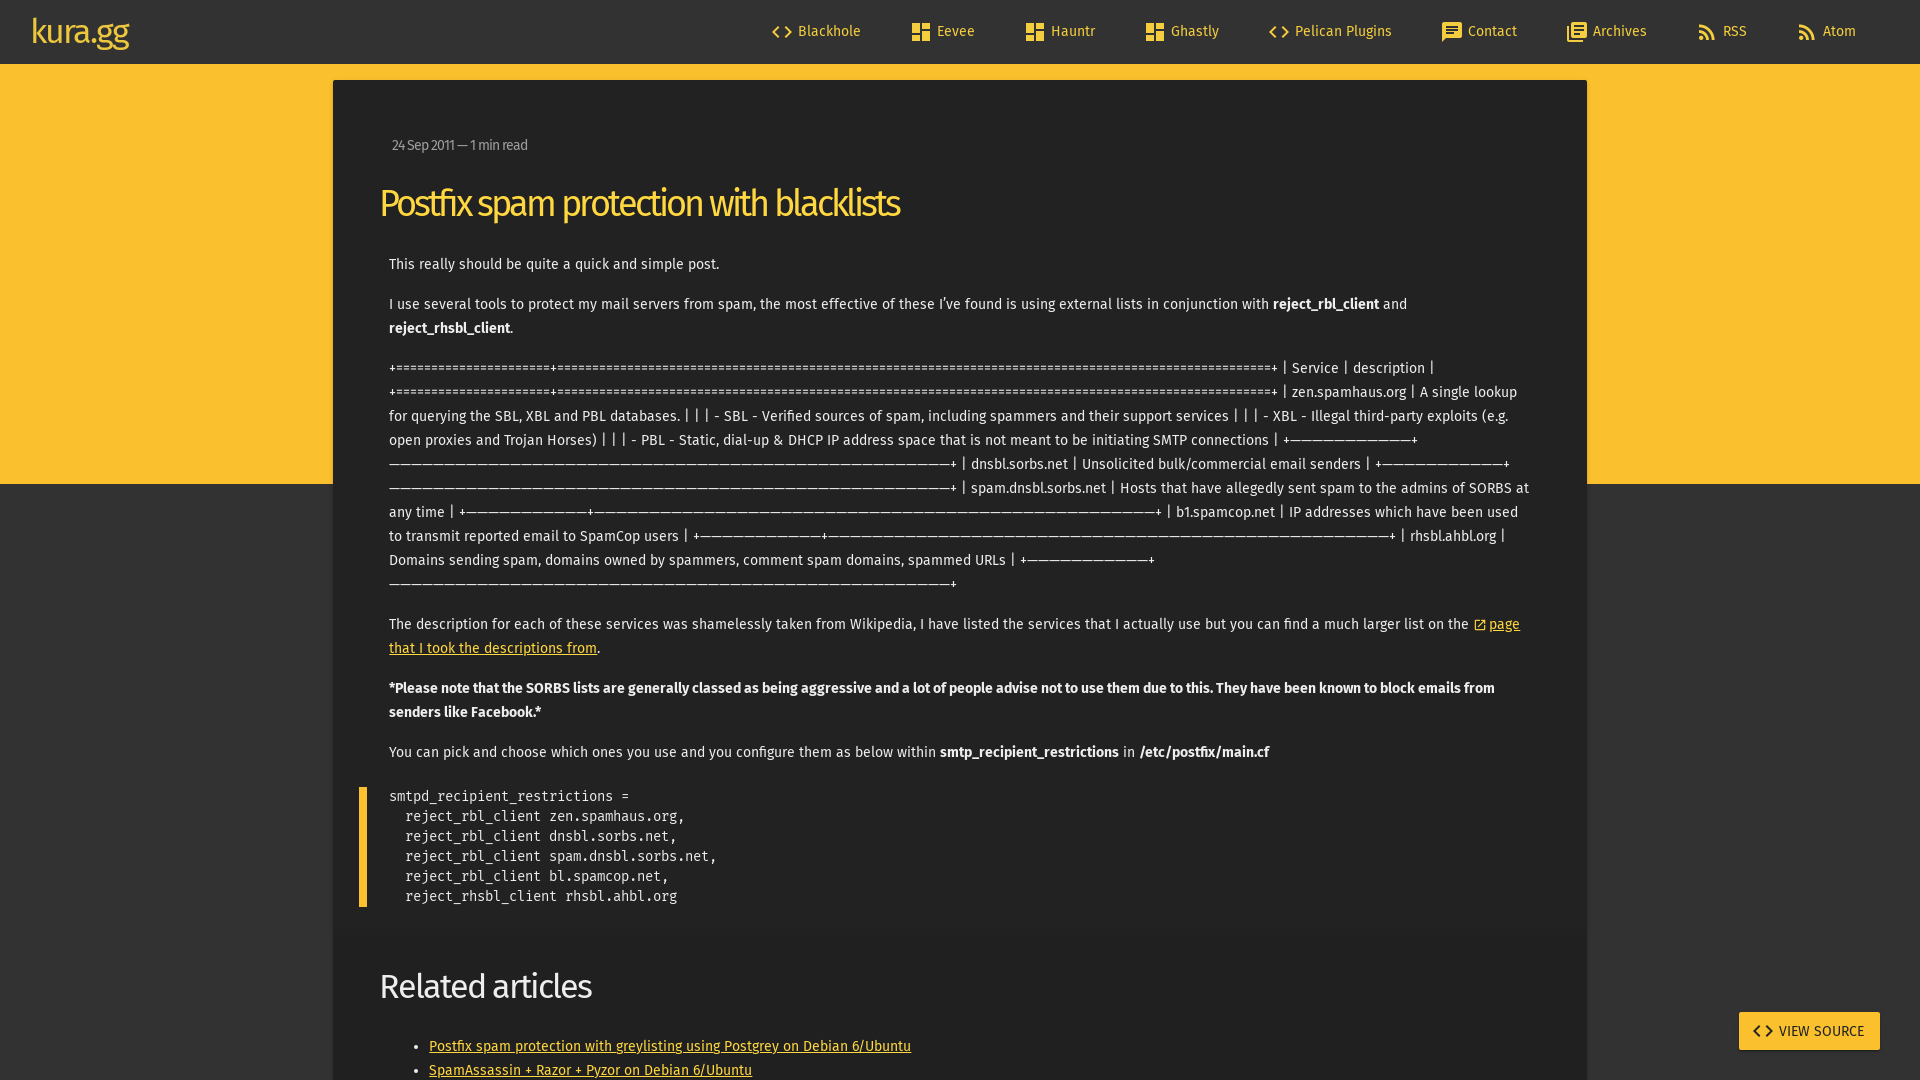 kura.gg
Blackhole Eevee Hauntr Ghastly Pelican Plugins Contact Archives RSS Atom
24 Sep 2011 — 1 min read
Postfix spam protection with blacklists
This really should be quite a quick and simple post.
I use several tools to protect my mail servers from spam, the most effective of these I’ve found is using external lists in conjunction with reject_rbl_client and
reject_rhsbl_client.
+======================+======================================================================================================+ | Service | description |
+======================+======================================================================================================+ | zen.spamhaus.org | A single lookup
for querying the SBL, XBL and PBL databases. | | | - SBL - Verified sources of spam, including spammers and their support services | | | - XBL - Illegal third-party exploits (e.g.
open proxies and Trojan Horses) | | | - PBL - Static, dial-up & DHCP IP address space that is not meant to be initiating SMTP connections | +———————————–+
———————————————————————————————————————————————————+ | dnsbl.sorbs.net | Unsolicited bulk/commercial email senders | +———————————–+
———————————————————————————————————————————————————+ | spam.dnsbl.sorbs.net | Hosts that have allegedly sent spam to the admins of SORBS at
any time | +———————————–+———————————————————————————————————————————————————+ | b1.spamcop.net | IP addresses which have been used
to transmit reported email to SpamCop users | +———————————–+———————————————————————————————————————————————————+ | rhsbl.ahbl.org |
Domains sending spam, domains owned by spammers, comment spam domains, spammed URLs | +———————————–+
———————————————————————————————————————————————————+
The description for each of these services was shamelessly taken from Wikipedia, I have listed the services that I actually use but you can find a much larger list on the page
that I took the descriptions from.
*Please note that the SORBS lists are generally classed as being aggressive and a lot of people advise not to use them due to this. They have been known to block emails from
senders like Facebook.*
You can pick and choose which ones you use and you configure them as below within smtp_recipient_restrictions in /etc/postfix/main.cf
smtpd_recipient_restrictions =
  reject_rbl_client zen.spamhaus.org,
  reject_rbl_client dnsbl.sorbs.net,
  reject_rbl_client spam.dnsbl.sorbs.net,
  reject_rbl_client bl.spamcop.net,
  reject_rhsbl_client rhsbl.ahbl.org
Related articles
VIEW SOURCE
• Postfix spam protection with greylisting using Postgrey on Debian 6/Ubuntu
• SpamAssassin + Razor + Pyzor on Debian 6/Ubuntu